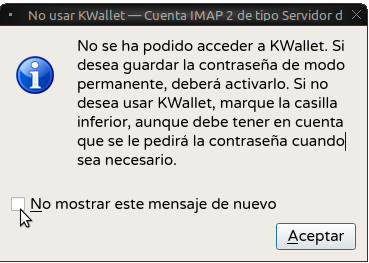 No usar KWallet — Cuenta IMAP 2 de tipo Servidor d
No se ha podido acceder a KWallet. Si
desea guardar la contraseña de modo
permanente, deberá activarlo. Si no
desea usar KWallet, marque la casilla
inferior, aunque debe tener en cuenta
que se le pedirá la contraseña cuando
sea necesario.
No mostrar este mensaje de nuevo
Aceptar